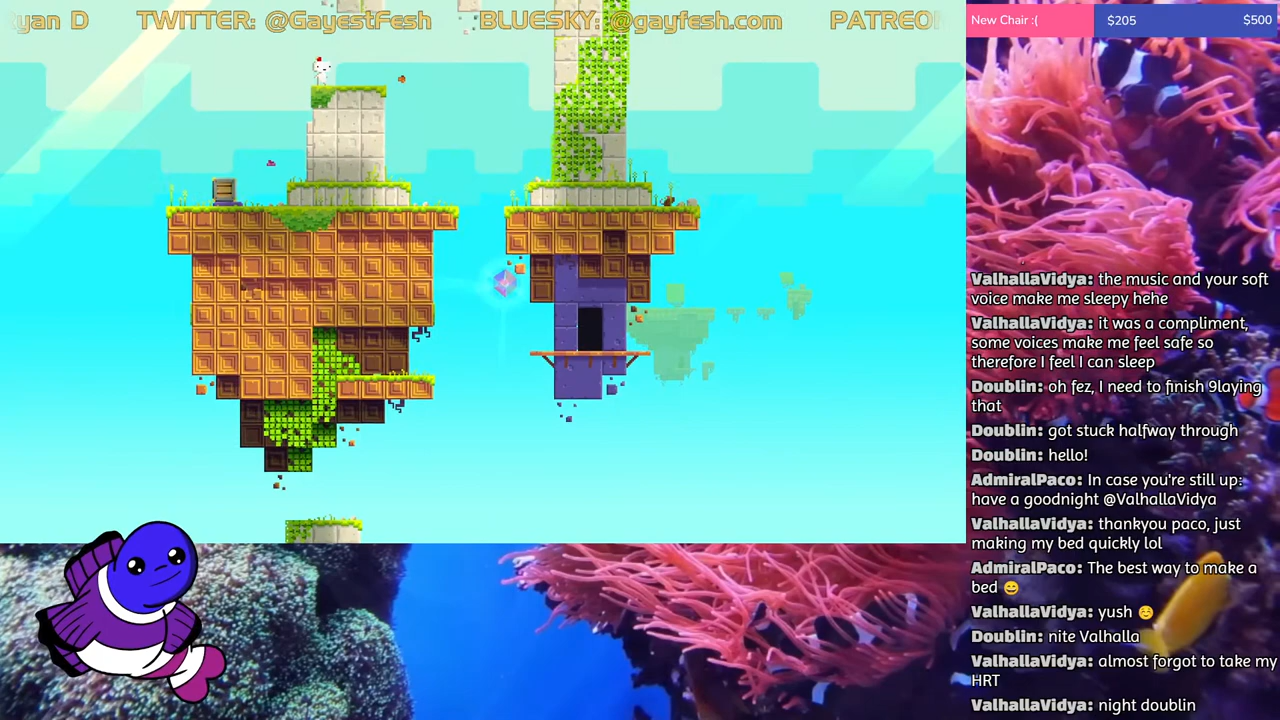 yan D TWITTER: @GayestFesh BLUESKY: @gayfesh.com PATREO
New Chair :( $205 $500
ValhallaVidya: the music and your soft
voice make me sleepy hehe
ValhallaVidya: it was a compliment,
some voices make me feel safe so
therefore I feel I can sleep
Doublin: oh fez, I need to finish 9laying
that
Doublin: got stuck halfway through
Doublin: hello!
AdmiralPaco: In case you're still up:
have a goodnight @ValhallaVidya
ValhallaVidya: thankyou paco, just
making my bed quickly lol
AdmiralPaco: The best way to make a
bed 😄
ValhallaVidya: yush ☺️
Doublin: nite Valhalla
ValhallaVidya: almost forgot to take my
HRT
ValhallaVidya: night doublin